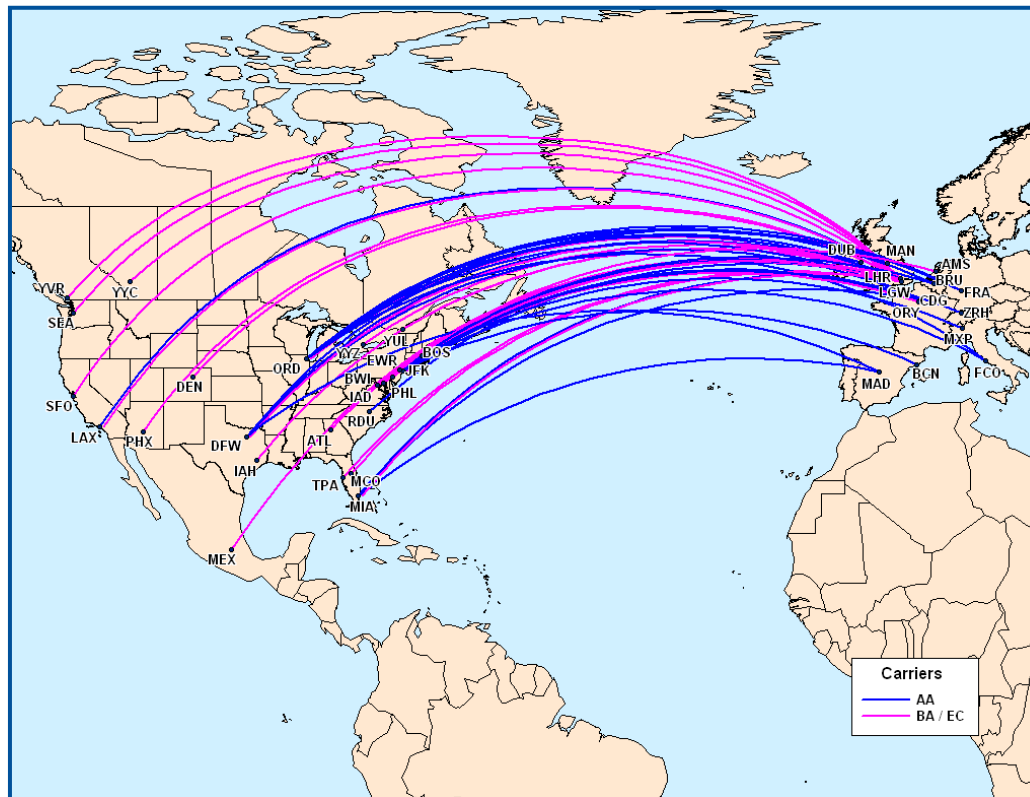 DUB
MAN
AMS
LHR
BRU
YVR
YYC
LGW
FRA
CDG
SEA
ORY
ZRH
YUL
MXP
YYZ
BOS
ORD
EWR
JFK
FCO
BWI
BCN
DEN
MAD
PHL
IAD
SFO
RDU
LAX
PHX
DFW
ATL
IAH
TPA
MCO
MIA
MEX
Carriers
AA
BA / EC